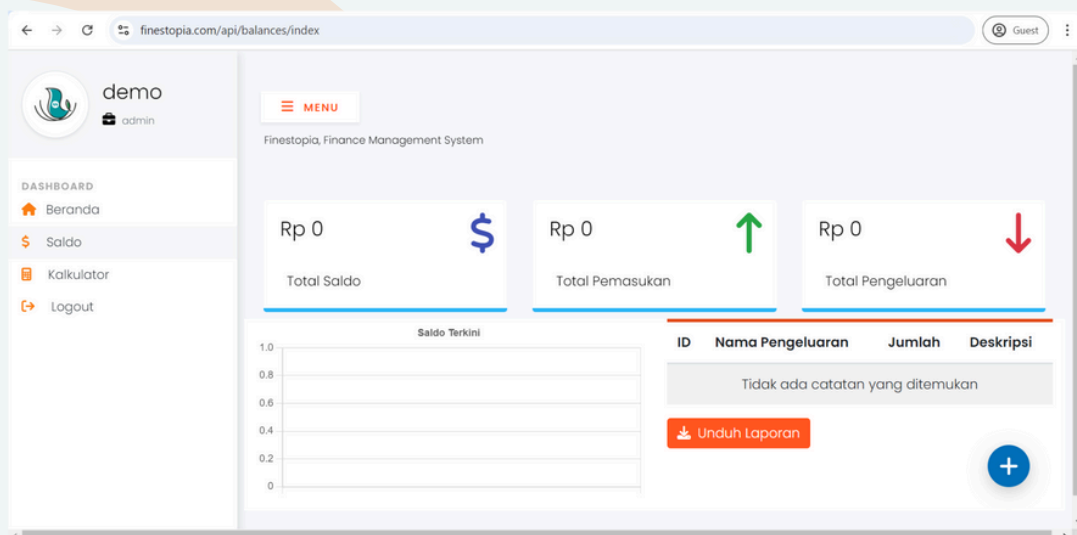 finestopia.com/api/balances/index
Guest
demo
admin
MENU
Finestopia, Finance Management System
DASHBOARD
Beranda
Saldo
Kalkulator
Logout
Rp 0
Total Saldo
Rp 0
Total Pemasukan
Rp 0
Total Pengeluaran
Saldo Terkini
1.0
0.8
0.6
0.4
0.2
0
ID Nama Pengeluaran Jumlah Deskripsi
Tidak ada catatan yang ditemukan
Unduh Laporan